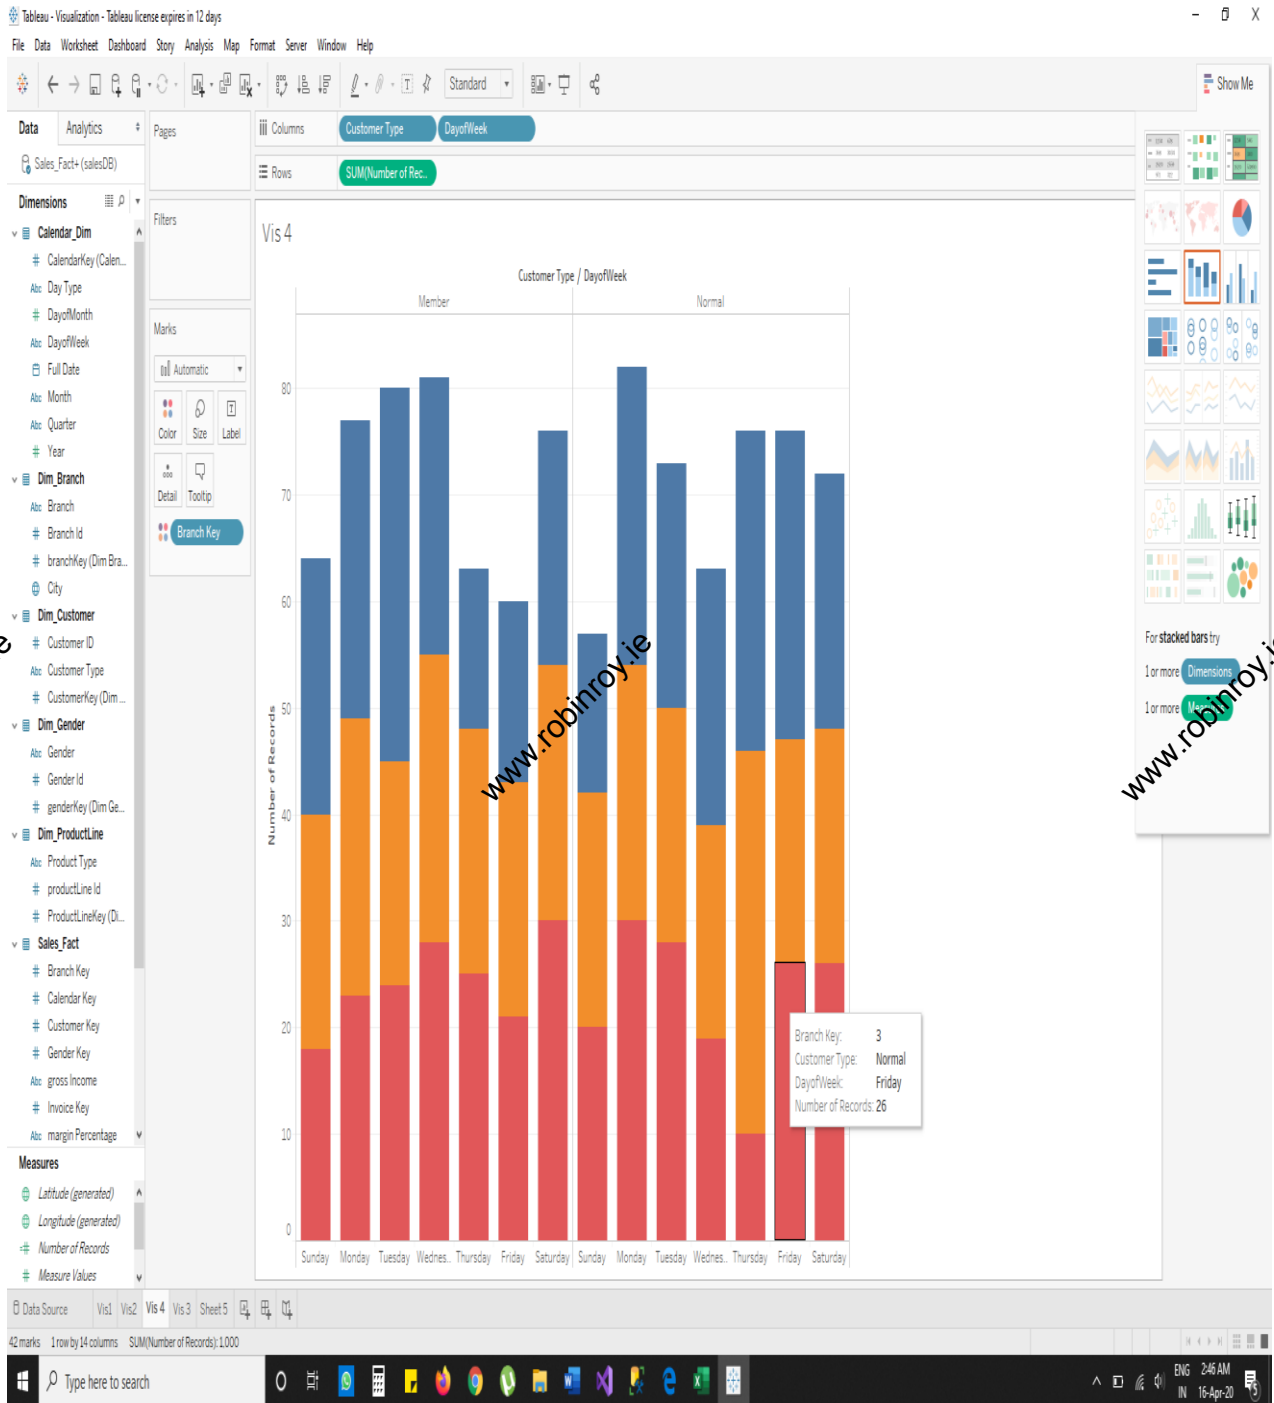 Tableau - Visualization - Tableau license expires in 12 days
File Data Worksheet Dashboard Story Analysis Map Format Server Window Help
Standard
Show Me
Data Analytics
Pages
Columns Customer Type DayofWeek
Sales_Fact+ (salesDB)
Rows SUM(Number of Rec..
Dimensions
Filters
Calendar_Dim
CalendarKey (Calen...
Abc Day Type
DayofMonth
Abc DayofWeek
Full Date
Abc Month
Abc Quarter
Year
Dim_Branch
Abc Branch
Branch Id
branchKey (Dim Bra...
City
Dim_Customer
Customer ID
Abc Customer Type
CustomerKey (Dim ...
Dim_Gender
Abc Gender
Gender Id
genderKey (Dim Ge...
Dim_ProductLine
Abc Product Type
productLine Id
ProductLineKey (Di...
Sales_Fact
Branch Key
Calendar Key
Customer Key
Gender Key
Abc gross Income
Invoice Key
Abc margin Percentage
Measures
Latitude (generated)
Longitude (generated)
Number of Records
Measure Values
Marks
Automatic
Color Size Label
Detail Tooltip
Branch Key
Vis 4
Customer Type / DayofWeek
Member Normal
Number of Records
80
70
60
50
40
30
20
10
0
Sunday Monday Tuesday Wednes.. Thursday Friday Saturday Sunday Monday Tuesday Wednes.. Thursday Friday Saturday
Branch Key: 3
Customer Type: Normal
DayofWeek: Friday
Number of Records: 26
www.robinroy.ie
www.robinroy.i
For stacked bars try
1 or more Dimensions
1 or more
Data Source Vis1 Vis2 Vis 4 Vis 3 Sheet 5
42 marks 1 row by 14 columns SUM(Number of Records): 1,000
Type here to search
ENG 2:46 AM
IN 16-Apr-20
5